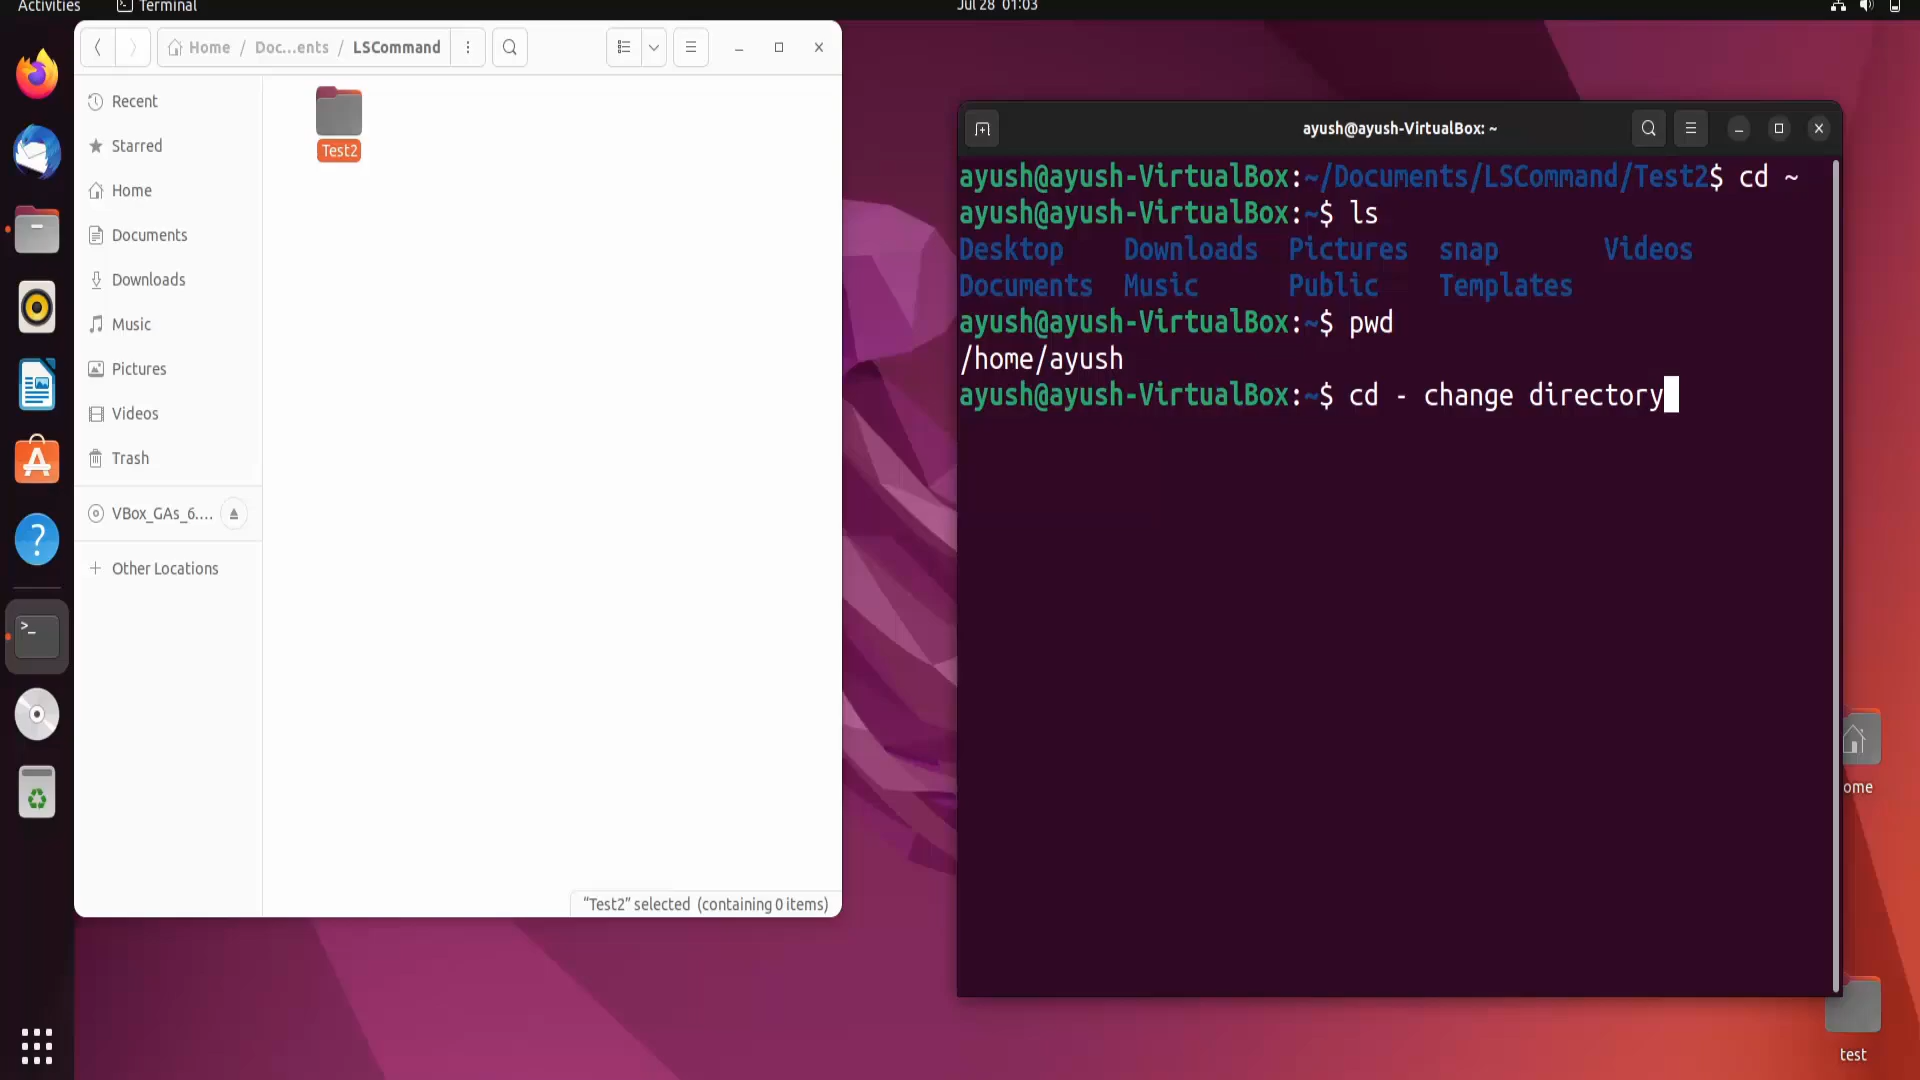 Activities
Terminal
Jul 28 01:03
Home / Doc...ents / LSCommand
Recent
Starred
Home
Documents
Downloads
Music
Pictures
Videos
Trash
VBox_GAs_6....
Other Locations
Test2
“Test2” selected (containing 0 items)
ayush@ayush-VirtualBox: ~
ayush@ayush-VirtualBox:~/Documents/LSCommand/Test2$ cd ~
ayush@ayush-VirtualBox:~$ ls
Desktop Downloads Pictures snap Videos
Documents Music Public Templates
ayush@ayush-VirtualBox:~$ pwd
/home/ayush
ayush@ayush-VirtualBox:~$ cd - change directory
ome
test